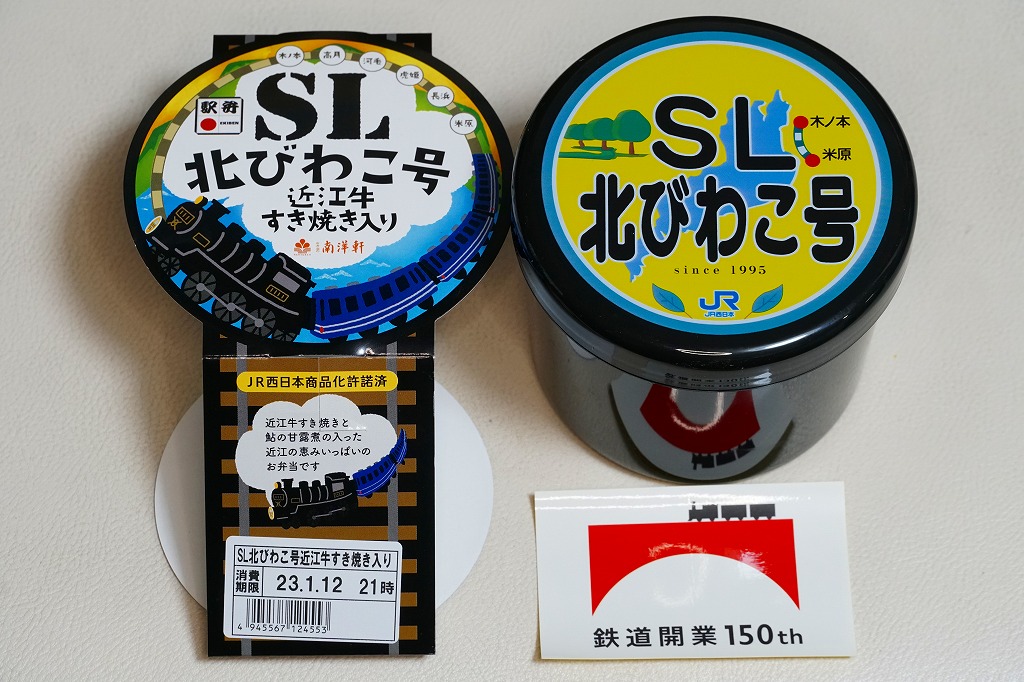 木ノ本
高月
河毛
虎姫
長浜
米原
駅弁
EKIBEN
SL
北びわこ号
近江牛
すき焼き入り
南洋軒
JR西日本商品化許諾済
近江牛すき焼きと
鮎の甘露煮の入った
近江の恵みいっぱいの
お弁当です
SL北びわこ号近江牛すき焼き入り
消費期限 23.1.12 21時
4 945567 124553
SL
木ノ本
米原
北びわこ号
since 1995
JR
JR西日本
鉄道開業150th